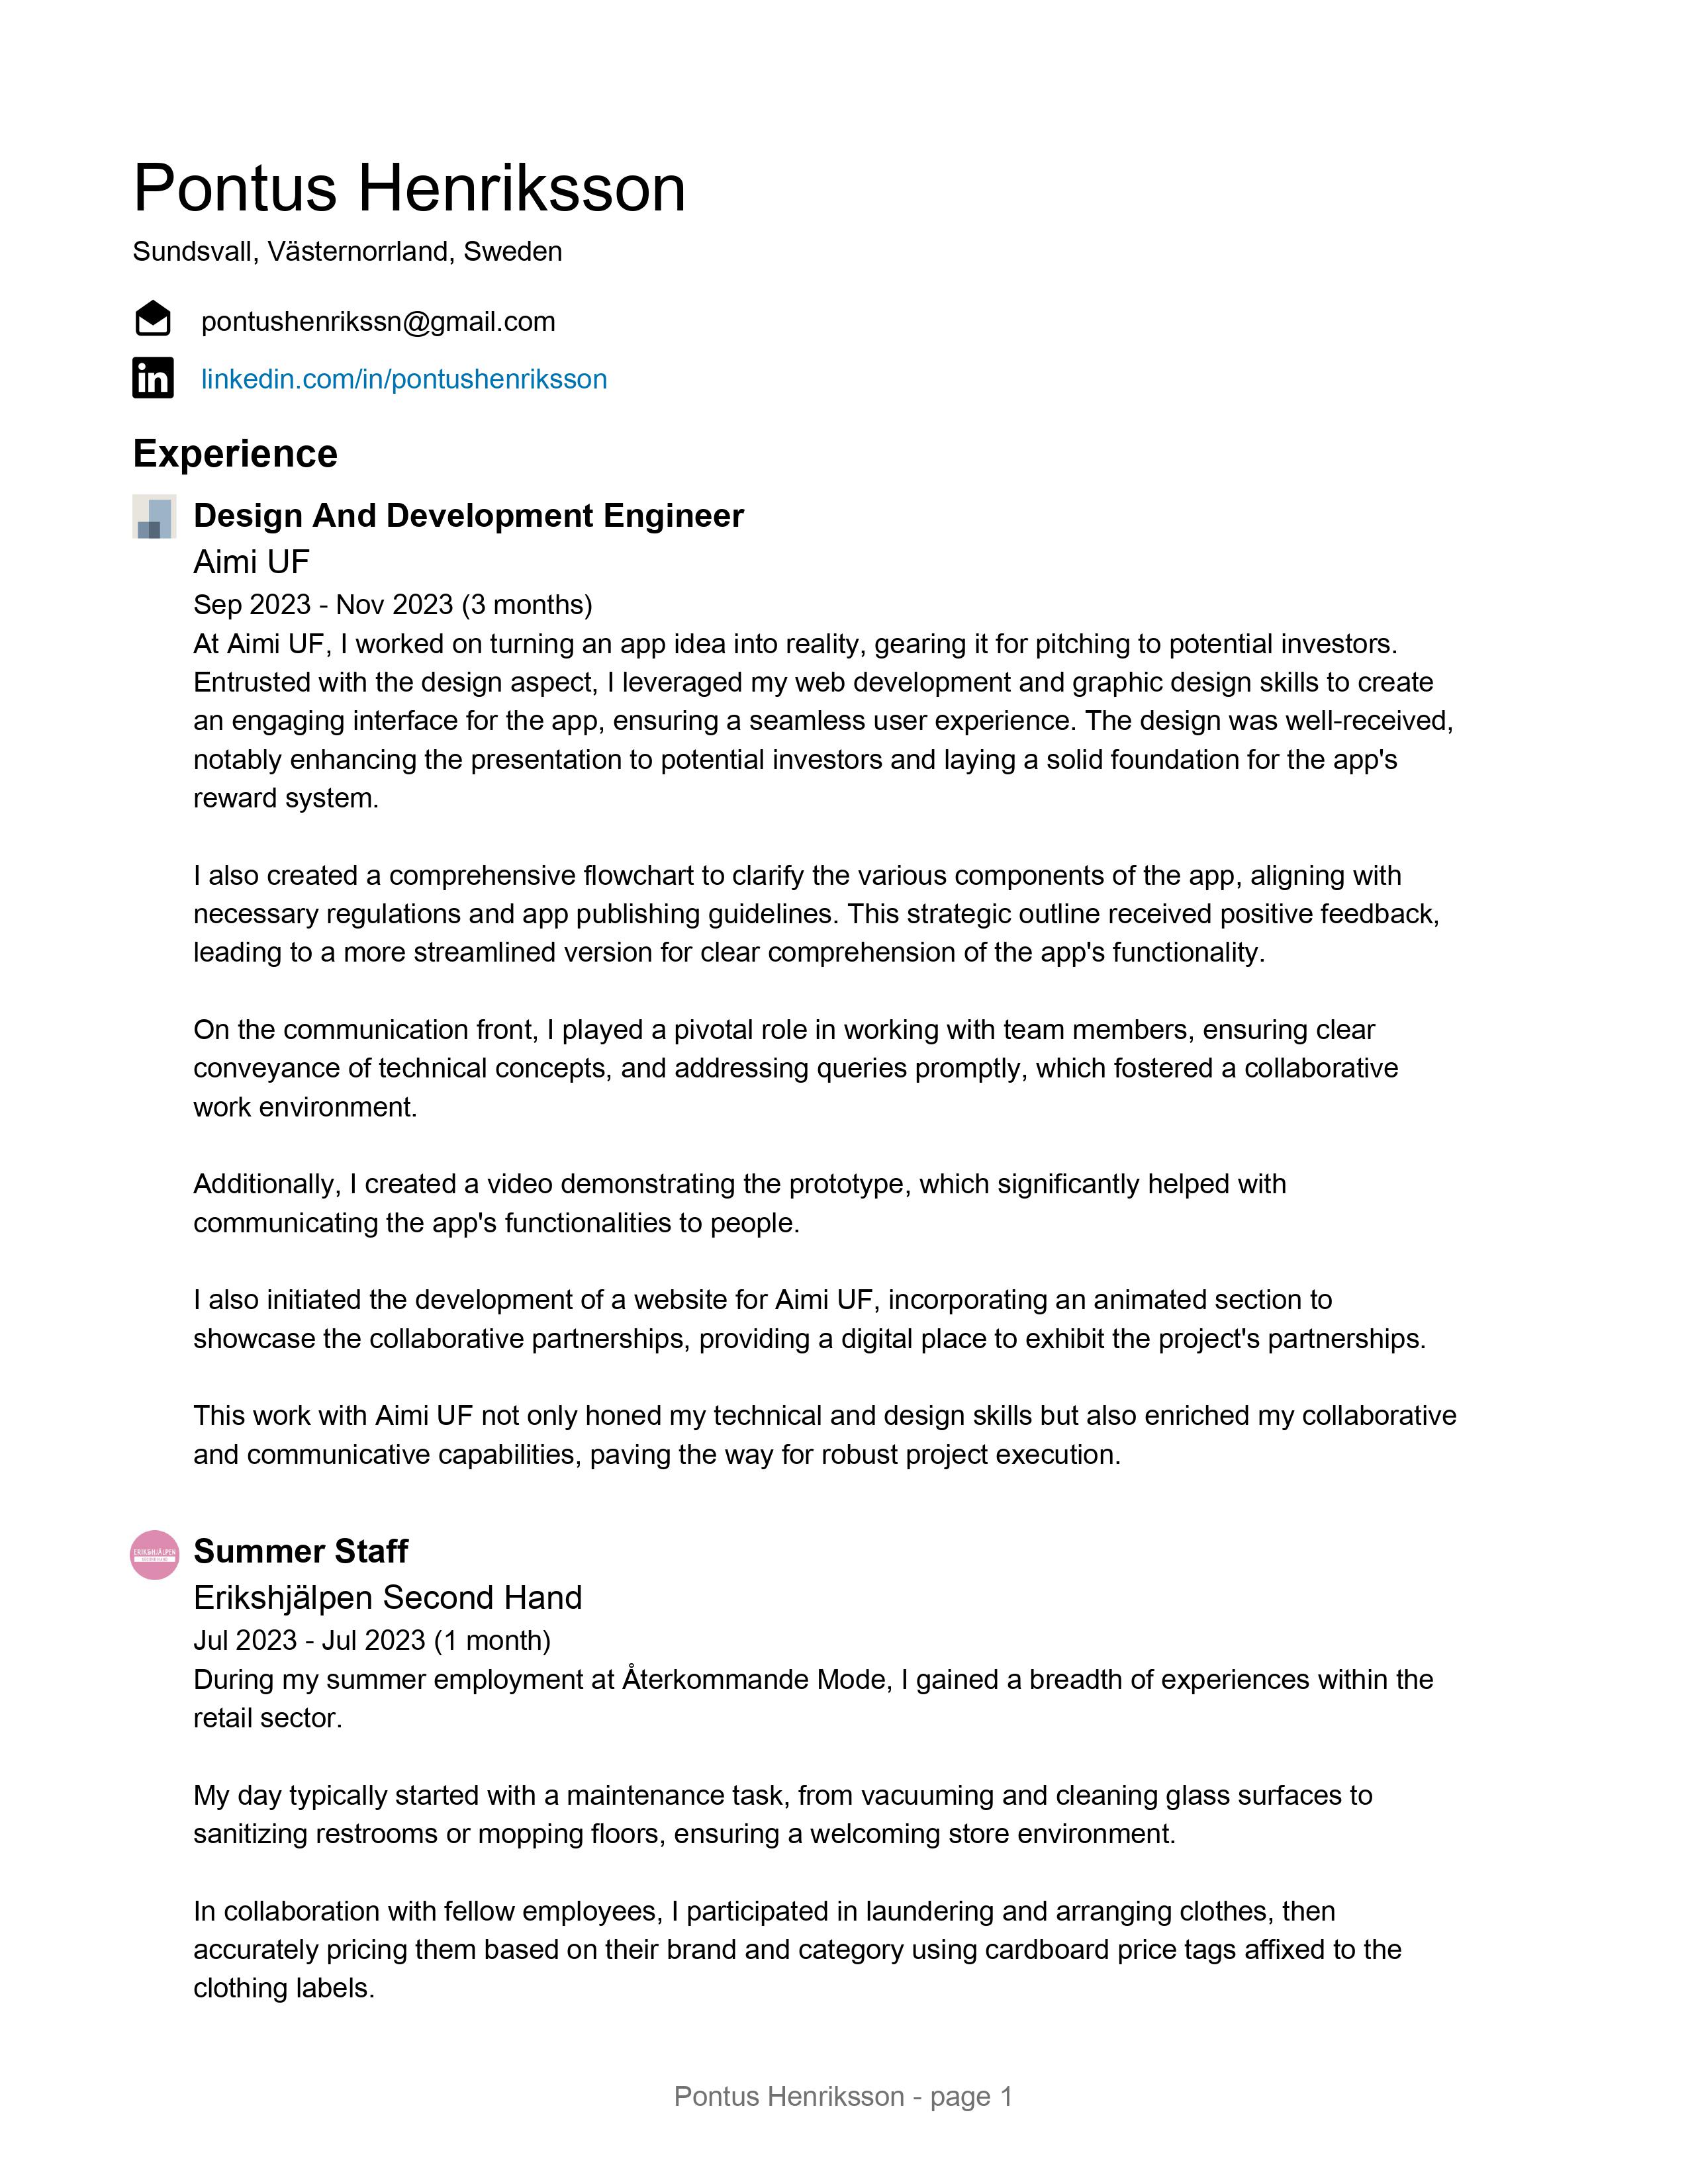 Pontus Henriksson
Sundsvall, Västernorrland, Sweden
pontushenrikssn@gmail.com
in
linkedin.com/in/pontushenriksson
Experience
Design And Development Engineer
Aimi UF
Sep 2023 - Nov 2023 (3 months)
At Aimi UF, I worked on turning an app idea into reality, gearing it for pitching to potential investors.
Entrusted with the design aspect, I leveraged my web development and graphic design skills to create
an engaging interface for the app, ensuring a seamless user experience. The design was well-received,
notably enhancing the presentation to potential investors and laying a solid foundation for the app's
reward system.
I also created a comprehensive flowchart to clarify the various components of the app, aligning with
necessary regulations and app publishing guidelines. This strategic outline received positive feedback,
leading to a more streamlined version for clear comprehension of the app's functionality.
On the communication front, I played a pivotal role in working with team members, ensuring clear
conveyance of technical concepts, and addressing queries promptly, which fostered a collaborative
work environment.
Additionally, I created a video demonstrating the prototype, which significantly helped with
communicating the app's functionalities to people.
I also initiated the development of a website for Aimi UF, incorporating an animated section to
showcase the collaborative partnerships, providing a digital place to exhibit the project's partnerships.
This work with Aimi UF not only honed my technical and design skills but also enriched my collaborative
and communicative capabilities, paving the way for robust project execution.
ERIKSHJÄLPEN
Summer Staff
Erikshjälpen Second Hand
Jul 2023 - Jul 2023 (1 month)
During my summer employment at Återkommande Mode, I gained a breadth of experiences within the
retail sector.
My day typically started with a maintenance task, from vacuuming and cleaning glass surfaces to
sanitizing restrooms or mopping floors, ensuring a welcoming store environment.
In collaboration with fellow employees, I participated in laundering and arranging clothes, then
accurately pricing them based on their brand and category using cardboard price tags affixed to the
clothing labels.
Pontus Henriksson - page 1